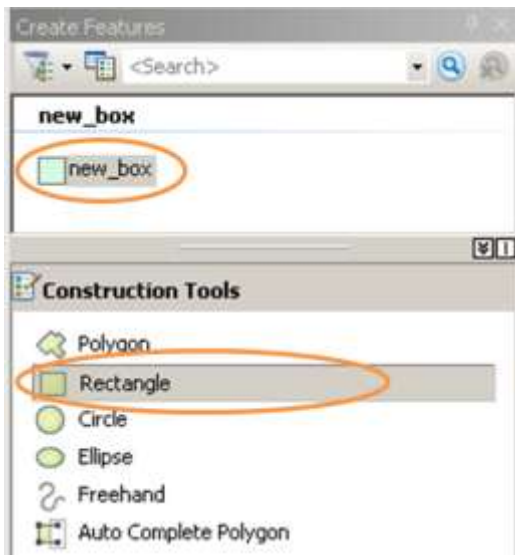 Create Features
<Search>
new_box
new_box
Construction Tools
Polygon
Rectangle
Circle
Ellipse
Freehand
Auto Complete Polygon